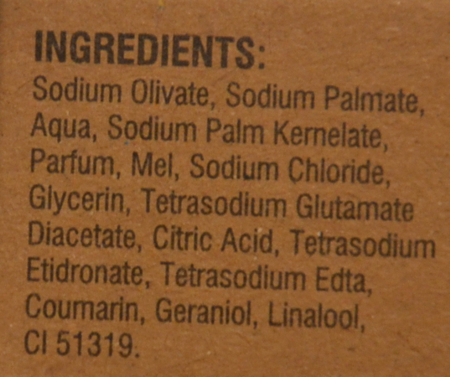 INGREDIENTS:
Sodium Olivate, Sodium Palmate,
Aqua, Sodium Palm Kernelate,
Parfum, Mel, Sodium Chloride,
Glycerin, Tetrasodium Glutamate
Diacetate, Citric Acid, Tetrasodium
Etidronate, Tetrasodium Edta,
Coumarin, Geraniol, Linalool,
CI 51319.